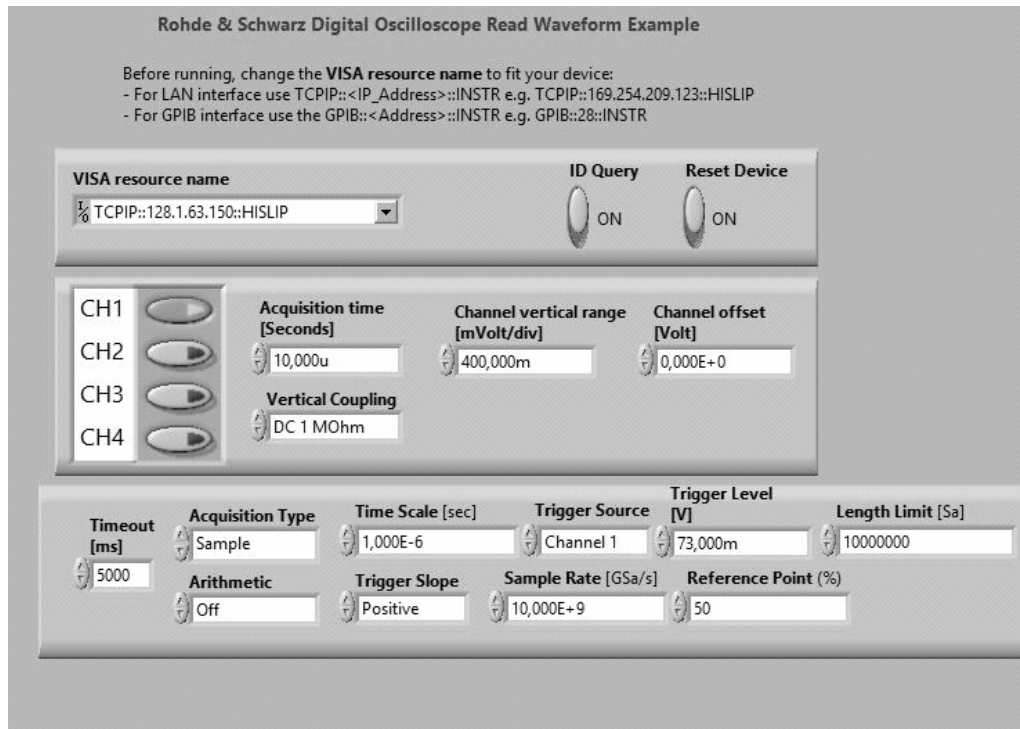 Rohde & Schwarz Digital Oscilloscope Read Waveform Example
Before running, change the VISA resource name to fit your device:
- For LAN interface use TCPIP::<IP_Address>::INSTR e.g. TCPIP::169.254.209.123::HISLIP
- For GPIB interface use the GPIB::<Address>::INSTR e.g. GPIB::28::INSTR
VISA resource name
I/O TCPIP::128.1.63.150::HISLIP
ID Query
ON
Reset Device
ON
CH1
CH2
CH3
CH4
Acquisition time
[Seconds]
10,000u
Channel vertical range
[mVolt/div]
400,000m
Channel offset
[Volt]
0,000E+0
Vertical Coupling
DC 1 MOhm
Timeout
[ms]
5000
Acquisition Type
Sample
Time Scale [sec]
1,000E-6
Trigger Source
Channel 1
Trigger Level
[V]
73,000m
Length Limit [Sa]
10000000
Arithmetic
Off
Trigger Slope
Positive
Sample Rate [GSa/s]
10,000E+9
Reference Point (%)
50